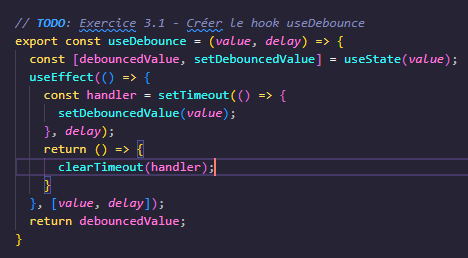 // TODO: Exercice 3.1 - Créer le hook useDebounce
export const useDebounce = (value, delay) => {
  const [debouncedValue, setDebouncedValue] = useState(value);
  useEffect(() => {
    const handler = setTimeout(() => {
      setDebouncedValue(value);
    }, delay);
    return () => {
      clearTimeout(handler);
    }
  }, [value, delay]);
  return debouncedValue;
}